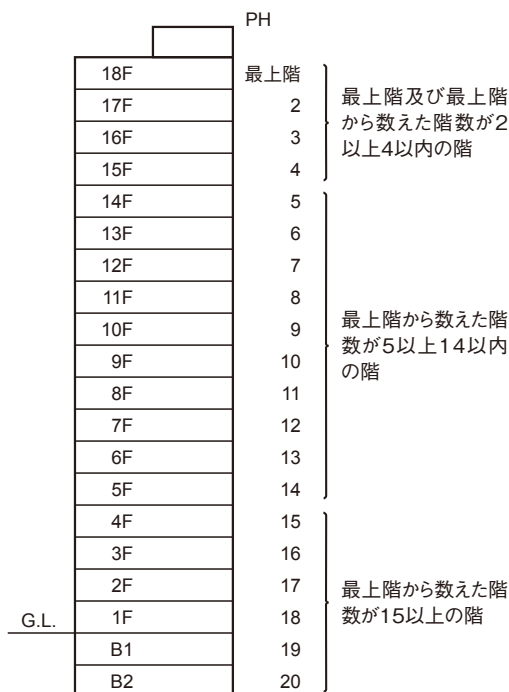 PH
18F 最上階
17F 2
16F 3
15F 4
最上階及び最上階
から数えた階数が2
以上4以内の階
14F 5
13F 6
12F 7
11F 8
10F 9
9F 10
8F 11
7F 12
6F 13
5F 14
最上階から数えた階
数が5以上14以内
の階
4F 15
3F 16
2F 17
G.L. 1F 18
B1 19
B2 20
最上階から数えた階
数が15以上の階